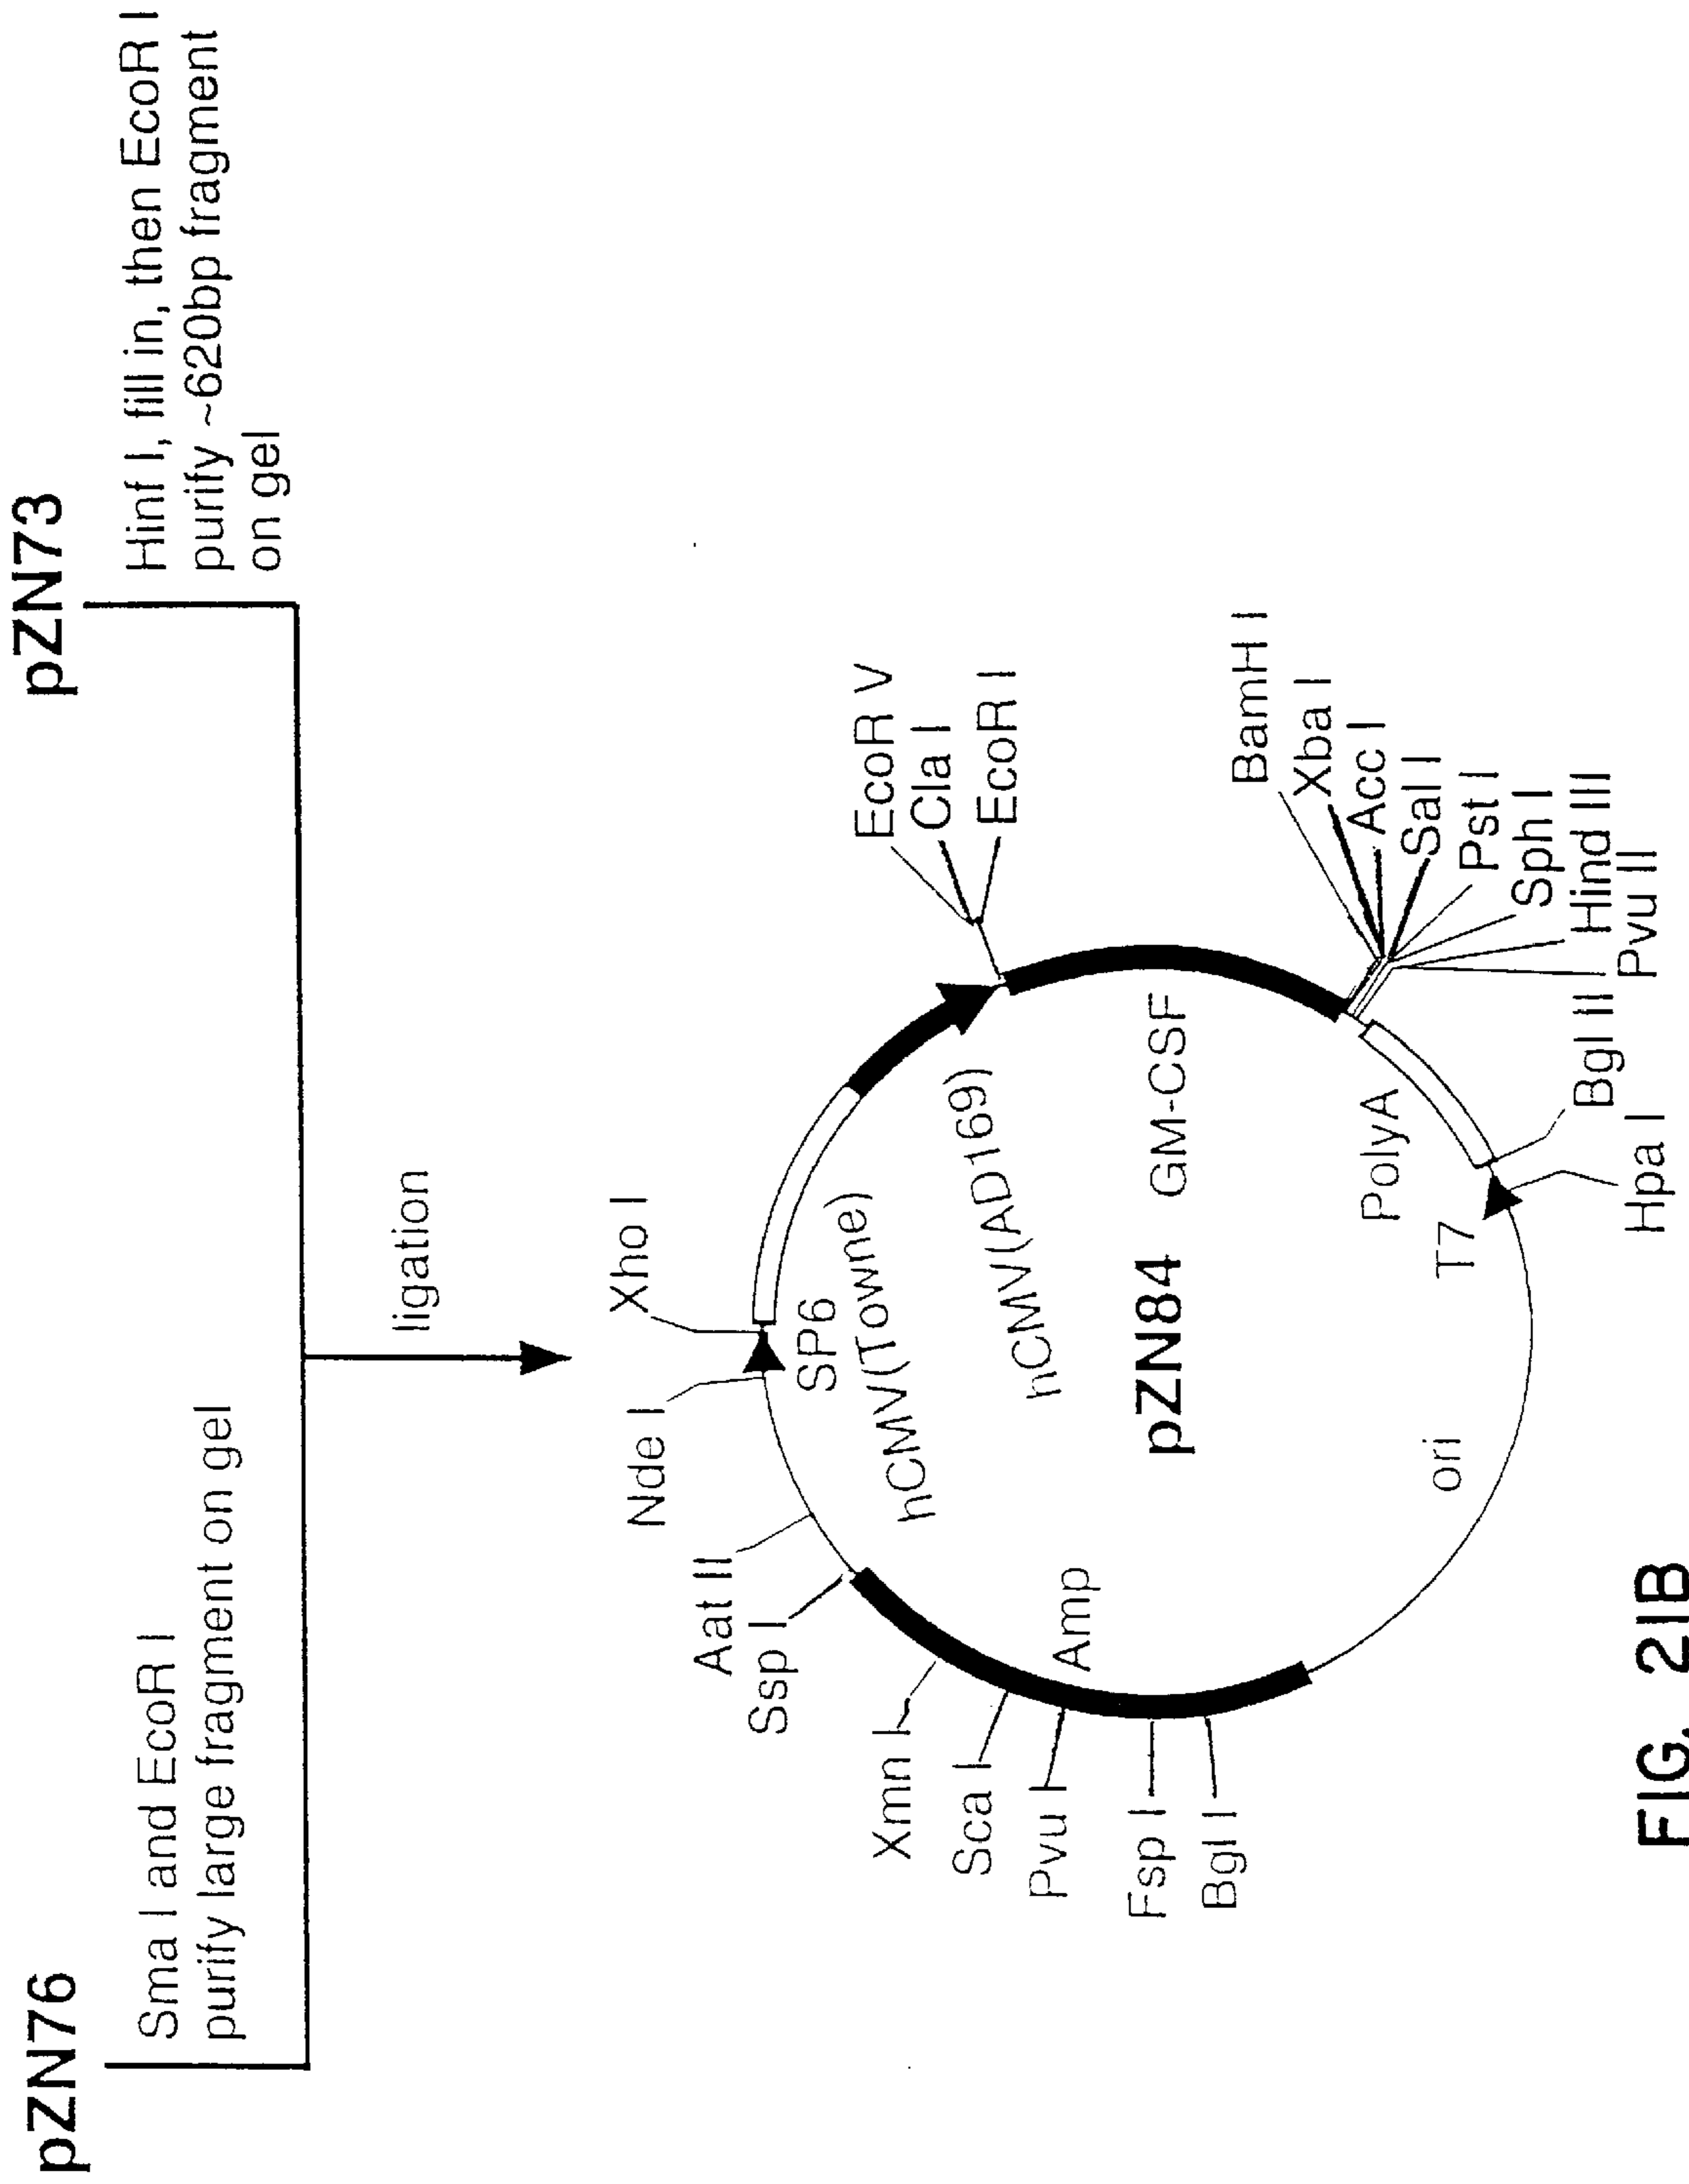 pZN76
Sma I and EcoR I
purify large fragment on gel
pZN73
Hinf I, fill in, then EcoR I
purify ~620bp fragment
on gel
ligation
Xho I
Nde I
Aat II
Ssp I
Xmn I
Sca I
Pvu I
Fsp I
Bgl I
EcoR V
Cla I
EcoR I
BamH I
Xba I
Acc I
Sal I
Pst I
Sph I
Hind III
Pvu II
Bgl II
Hpa I
SP6
hCMV(Towne)
hCMV(AD169)
GM-CSF
pZN84
PolyA
T7
ori
Amp
FIG. 21B